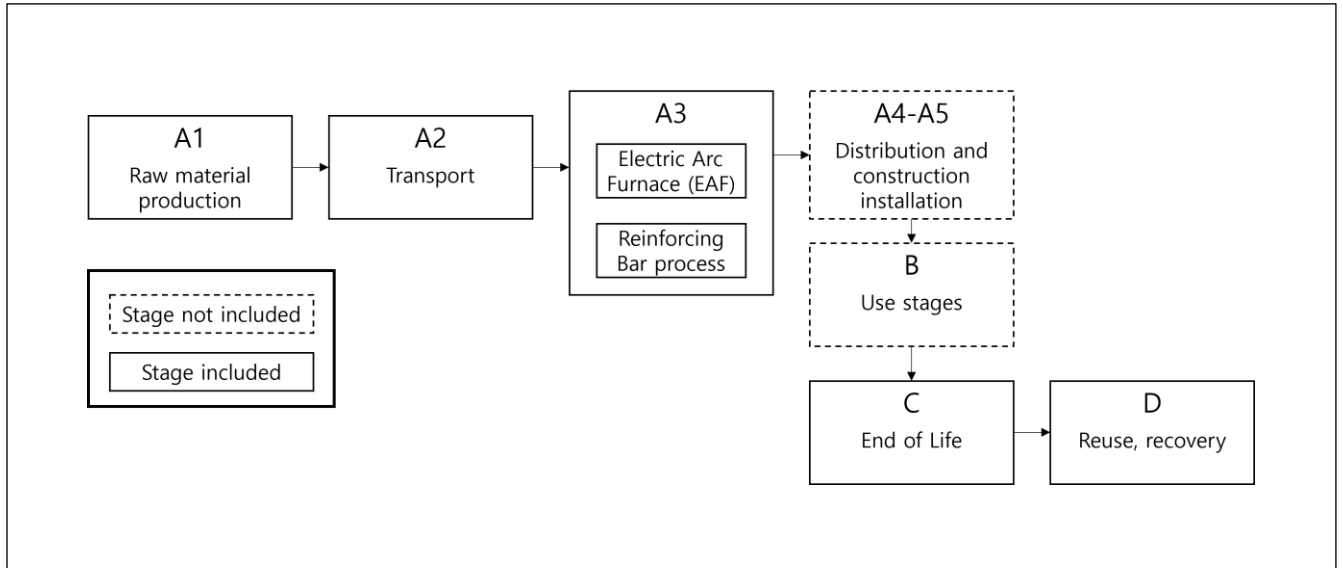 A1
Raw material
production
A2
Transport
A3
Electric Arc
Furnace (EAF)
Reinforcing
Bar process
A4-A5
Distribution and
construction
installation
B
Use stages
C
End of Life
D
Reuse, recovery
Stage not included
Stage included